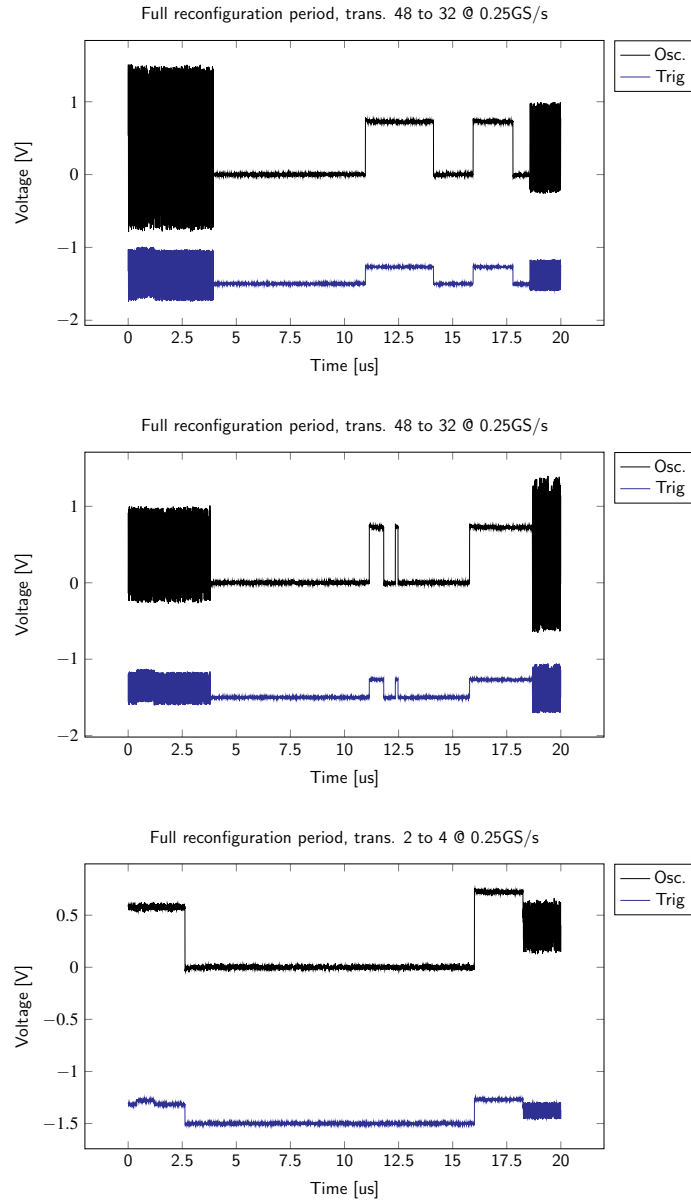 Full reconfiguration period, trans. 48 to 32 @ 0.25GS/s
Osc.
Trig
1
0
−1
−2
Voltage [V]
0 2.5 5 7.5 10 12.5 15 17.5 20
Time [us]
Full reconfiguration period, trans. 48 to 32 @ 0.25GS/s
Osc.
Trig
1
0
−1
−2
Voltage [V]
0 2.5 5 7.5 10 12.5 15 17.5 20
Time [us]
Full reconfiguration period, trans. 2 to 4 @ 0.25GS/s
Osc.
Trig
0.5
0
−0.5
−1
−1.5
Voltage [V]
0 2.5 5 7.5 10 12.5 15 17.5 20
Time [us]